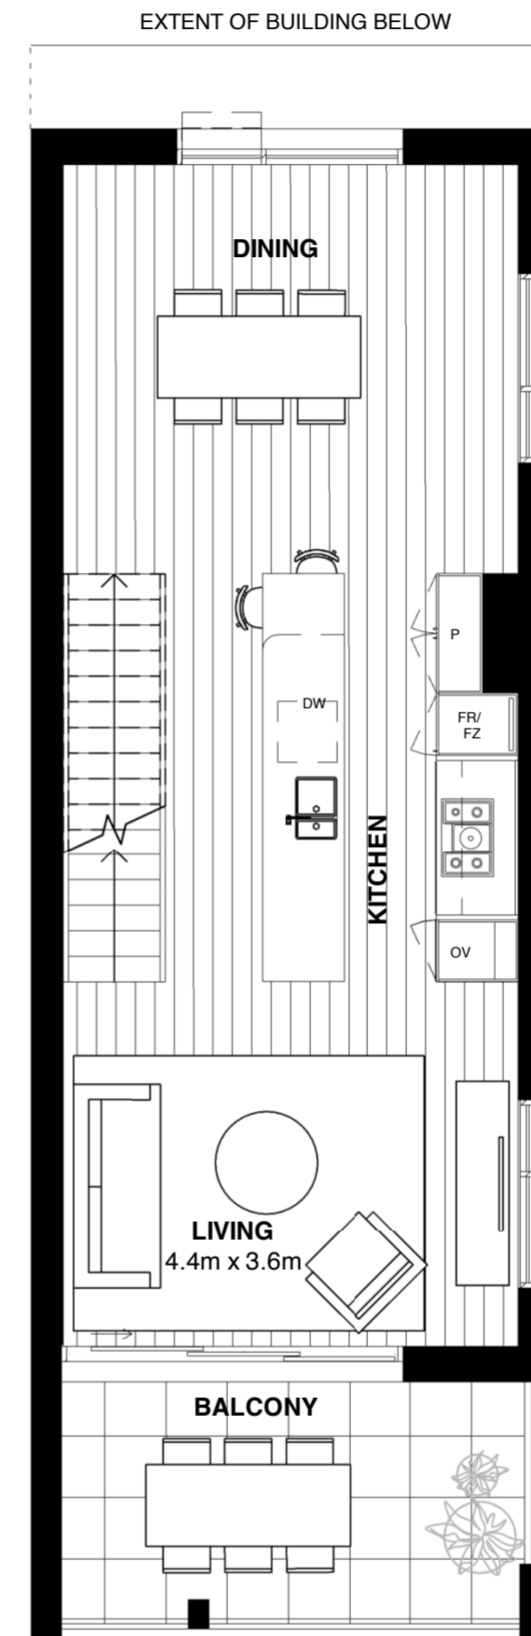 EXTENT OF BUILDING BELOW
DINING
P
FR/
FZ
DW
KITCHEN
OV
LIVING
4.4m x 3.6m
BALCONY